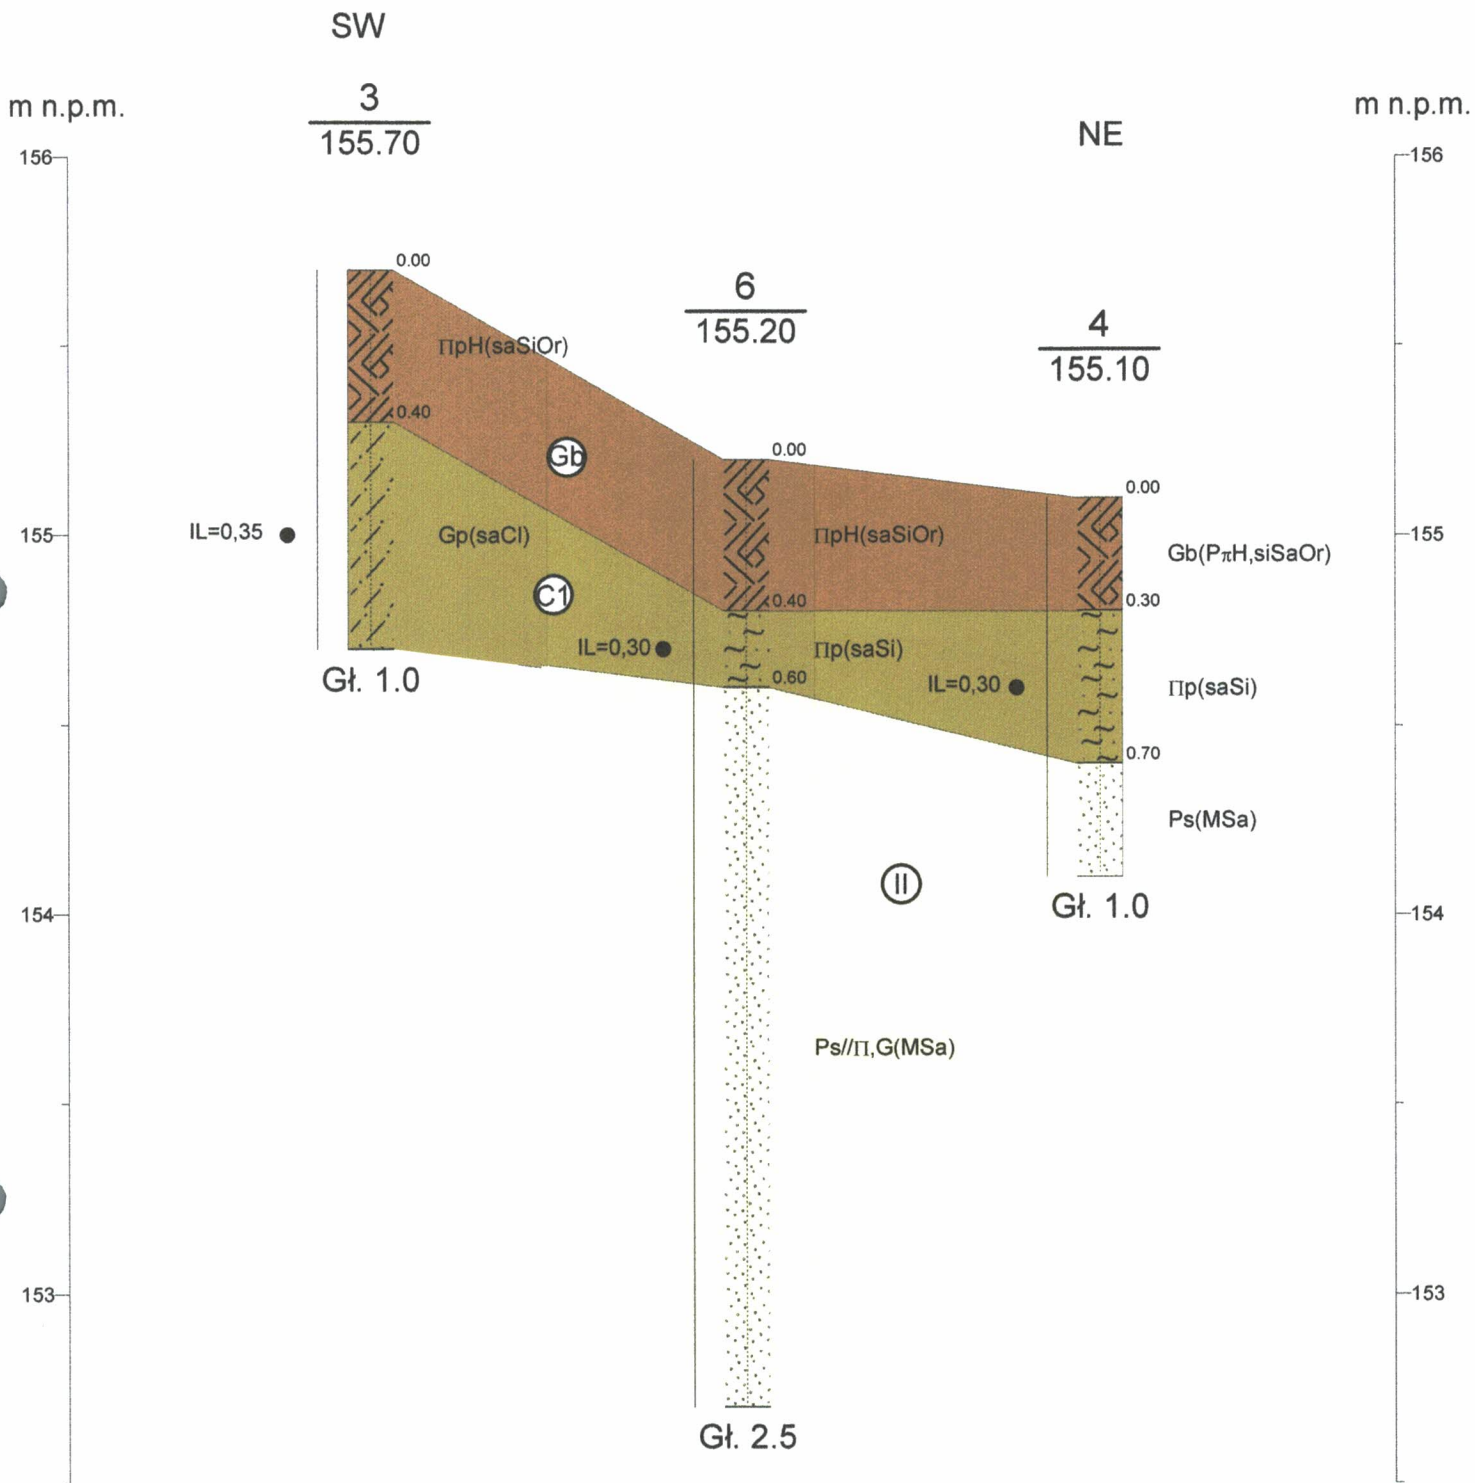 SW
m n.p.m.
m n.p.m.
3
155.70
NE
156
156
0.00
6
155.20
4
155.10
ΠpH(saSiOr)
0.40
Gb
0.00
0.00
IL=0,35
155
Gp(saCl)
ΠpH(saSiOr)
155
Gb(PπH,siSaOr)
C1
0.40
0.30
IL=0,30
Πp(saSi)
Gł. 1.0
0.60
IL=0,30
Πp(saSi)
0.70
Ps(MSa)
II
Gł. 1.0
154
154
Ps//Π,G(MSa)
153
153
Gł. 2.5